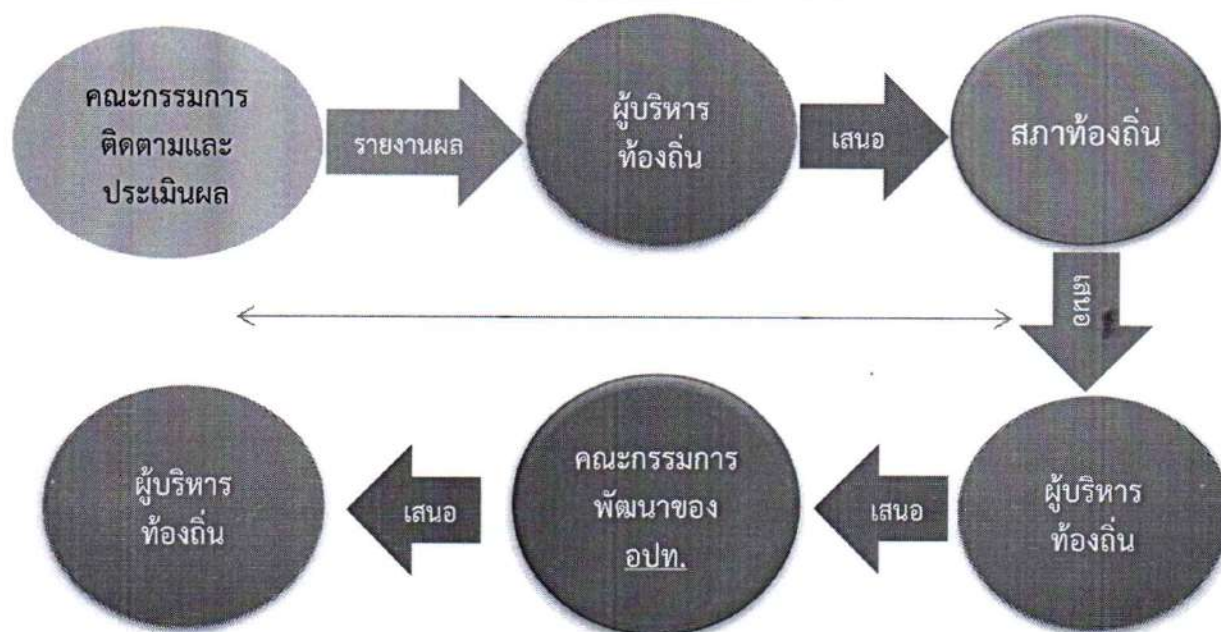 คณะกรรมการ
ติดตามและ
ประเมินผล
รายงานผล
ผู้บริหาร
ท้องถิ่น
เสนอ
สภาท้องถิ่น
เสนอ
ผู้บริหาร
ท้องถิ่น
เสนอ
คณะกรรมการ
พัฒนาของ
อปท.
เสนอ
ผู้บริหาร
ท้องถิ่น